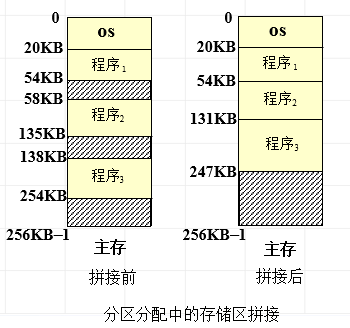 0
OS
20KB
程序1
54KB
58KB
程序2
135KB
138KB
程序3
254KB
256KB–1
主存
拼接前
0
OS
20KB
程序1
54KB
程序2
131KB
程序3
247KB
256KB–1
主存
拼接后
分区分配中的存储区拼接